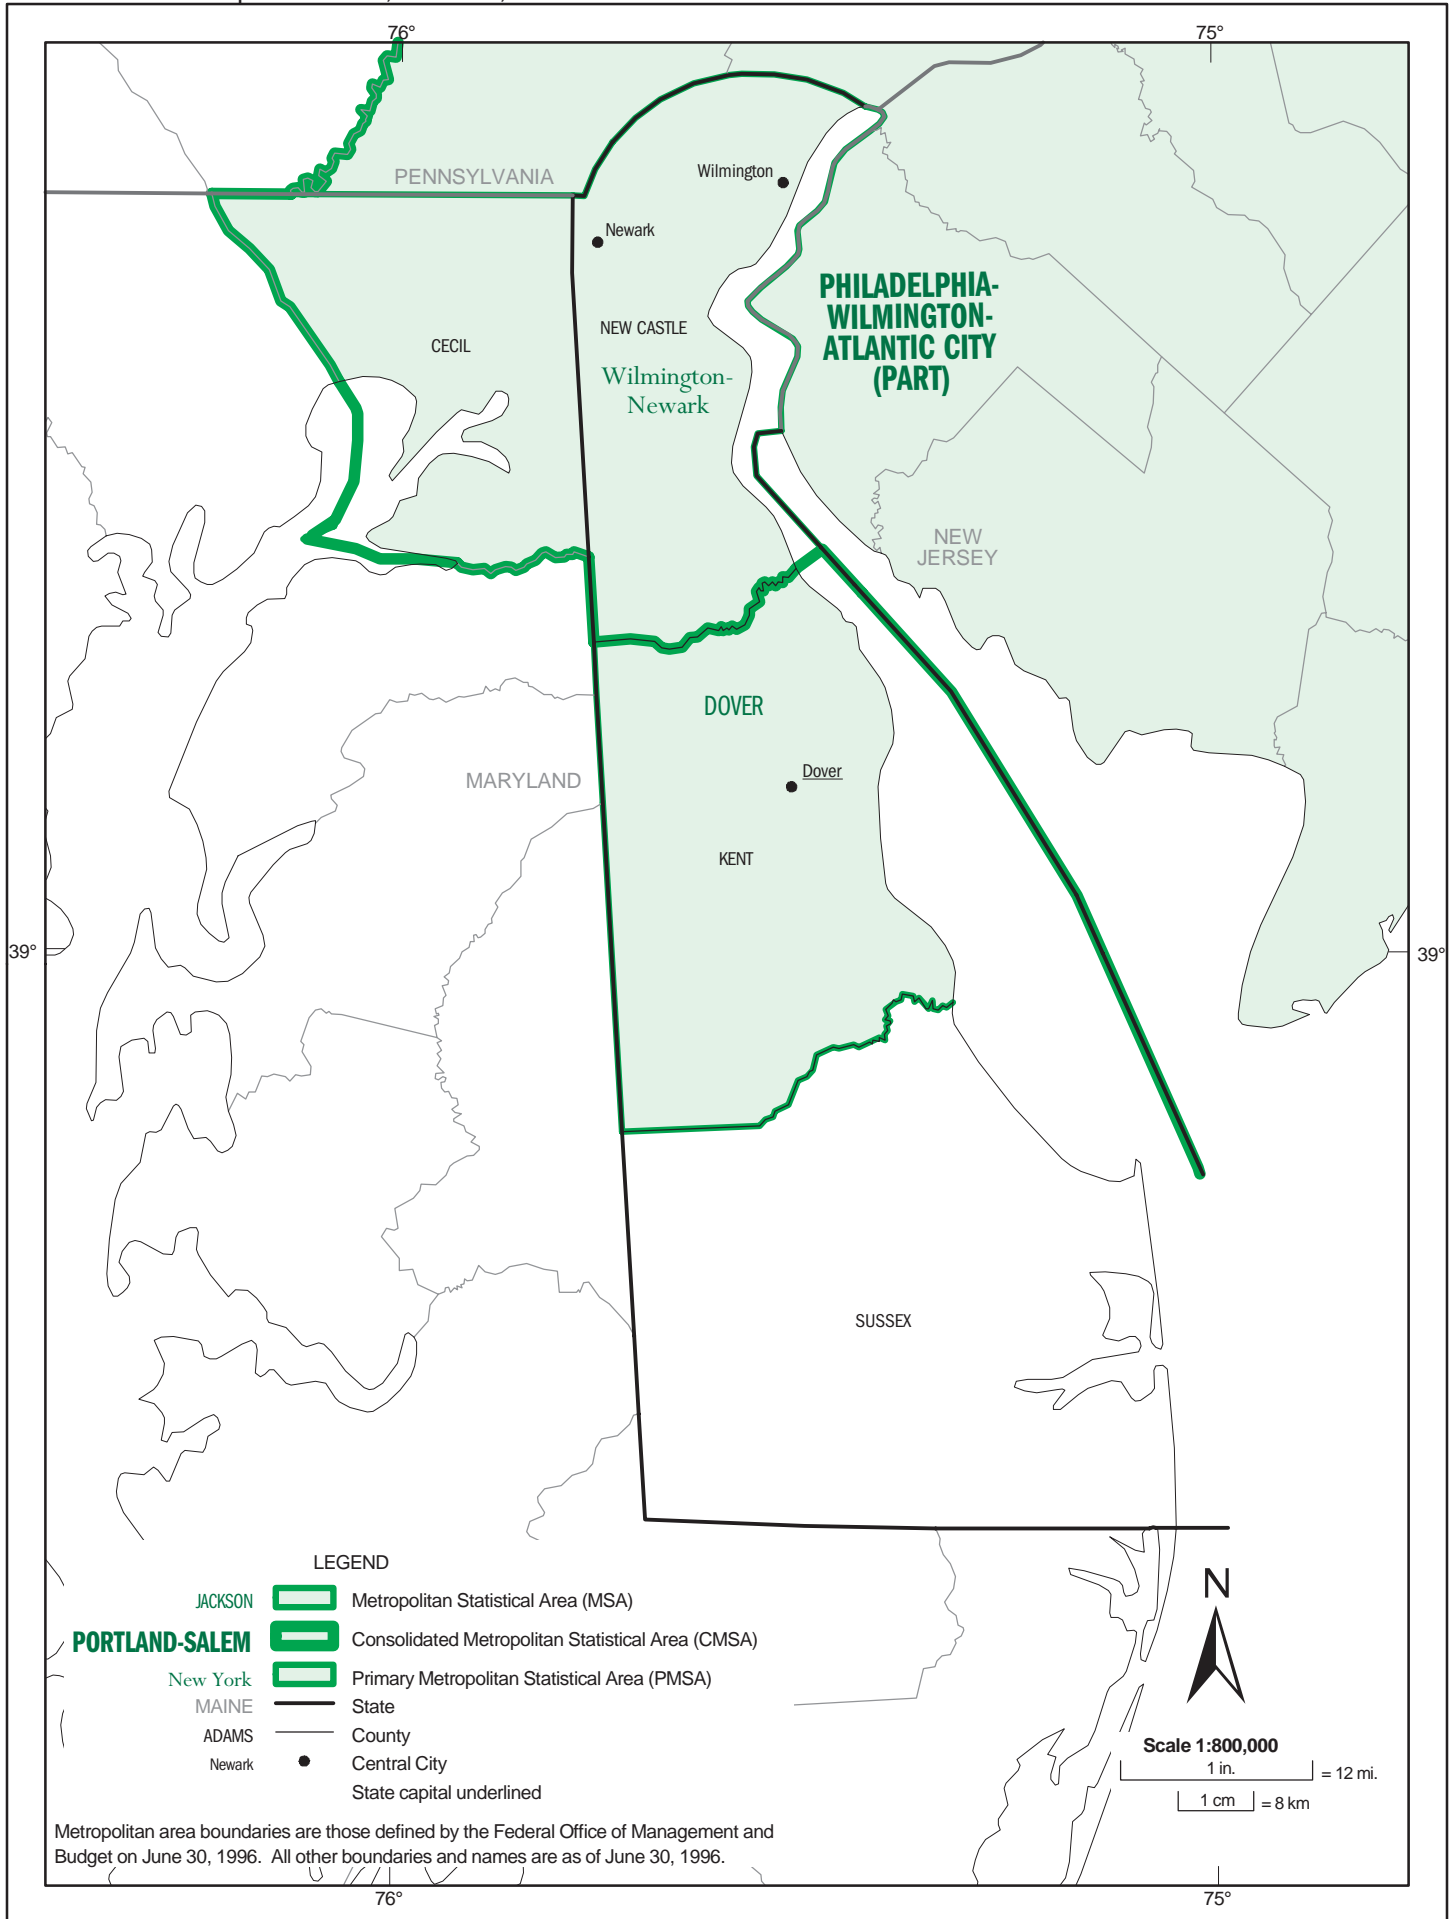 76°
75°
PENNSYLVANIA
Wilmington
Newark
PHILADELPHIA-
WILMINGTON-
ATLANTIC CITY
(PART)
NEW CASTLE
CECIL
Wilmington-
Newark
NEW
JERSEY
DOVER
Dover
MARYLAND
KENT
39°
39°
SUSSEX
LEGEND
JACKSON Metropolitan Statistical Area (MSA)
PORTLAND-SALEM Consolidated Metropolitan Statistical Area (CMSA)
New York Primary Metropolitan Statistical Area (PMSA)
MAINE State
ADAMS County
Newark Central City
State capital underlined
N
Scale 1:800,000
1 in. = 12 mi.
1 cm = 8 km
Metropolitan area boundaries are those defined by the Federal Office of Management and
Budget on June 30, 1996. All other boundaries and names are as of June 30, 1996.
76°
75°